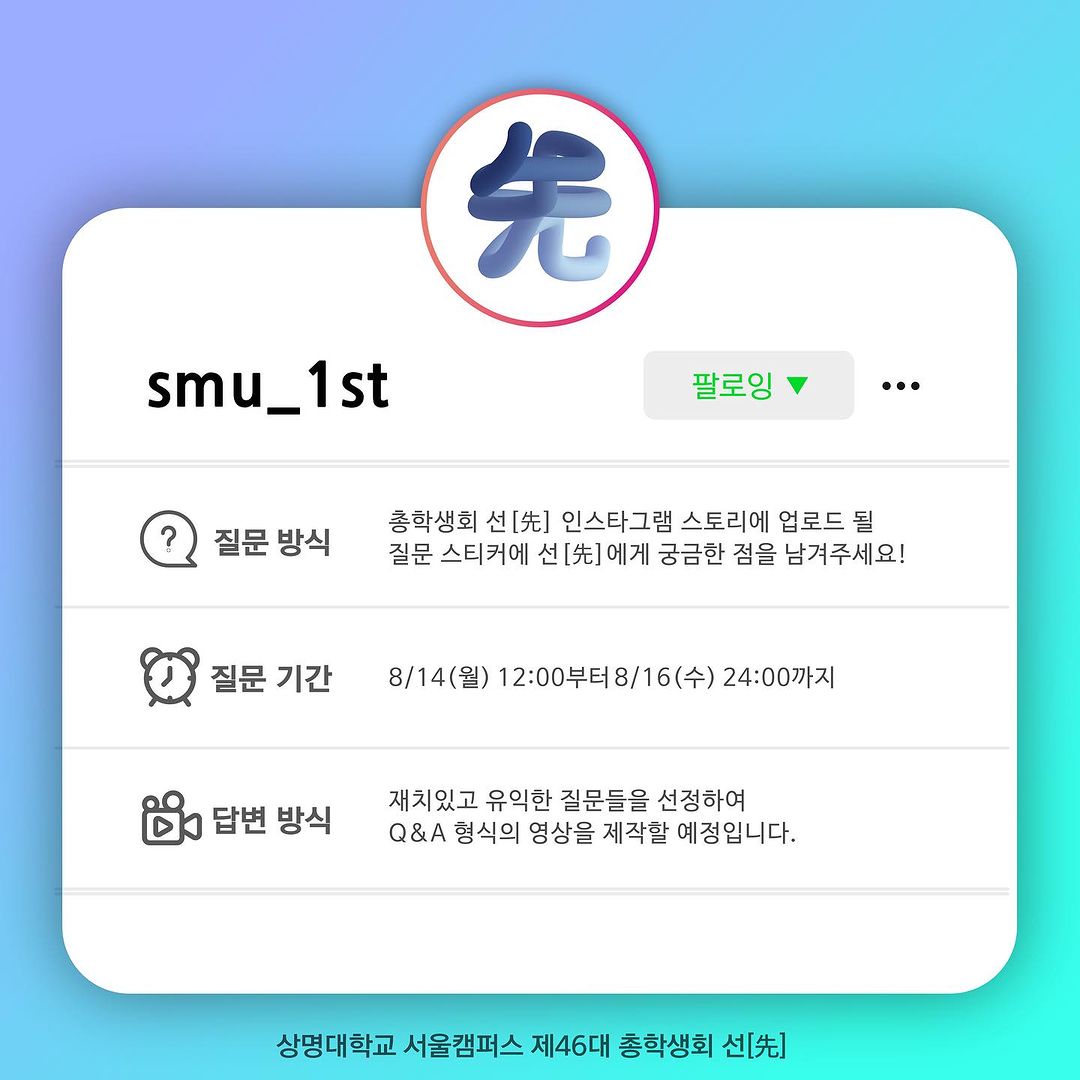 先
smu_1st
팔로잉 ▼ •••
질문 방식
총학생회 선[先] 인스타그램 스토리에 업로드 될
질문 스티커에 선[先]에게 궁금한 점을 남겨주세요!
질문 기간
8/14(월) 12:00부터 8/16(수) 24:00까지
답변 방식
재치있고 유익한 질문들을 선정하여
Q&A 형식의 영상을 제작할 예정입니다.
상명대학교 서울캠퍼스 제46대 총학생회 선[先]